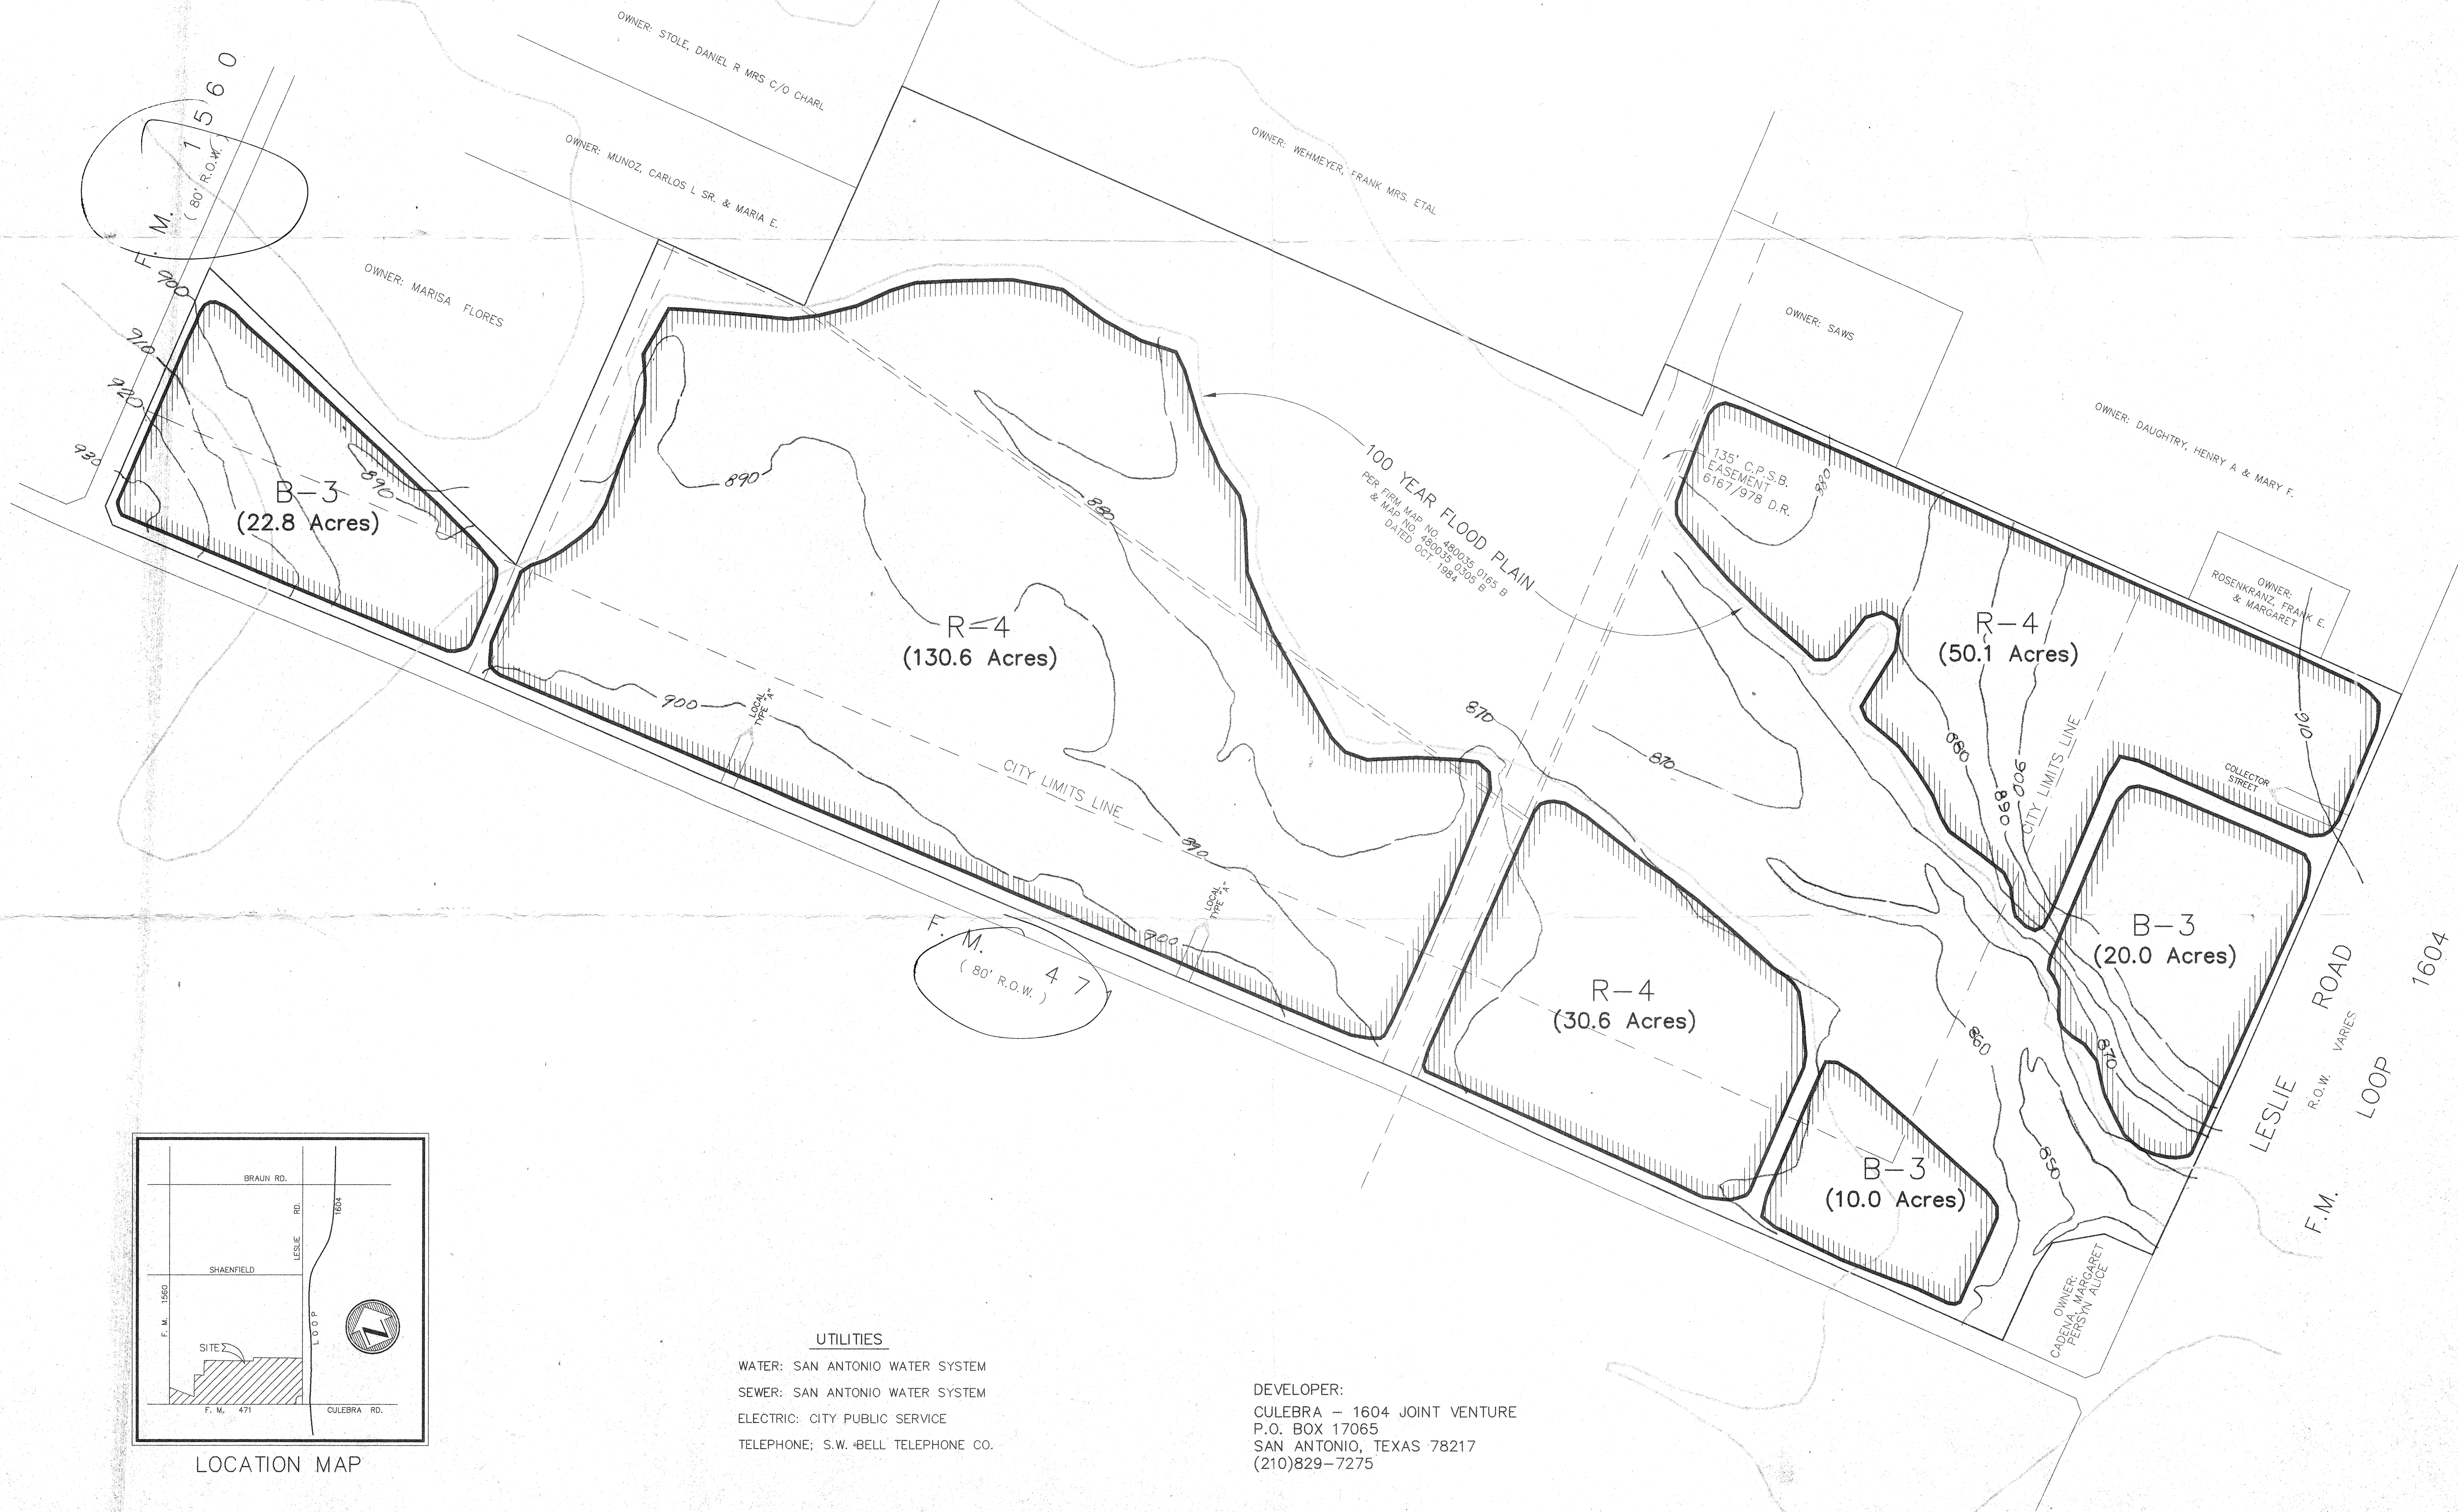 OWNER: STOLE, DANIEL R MRS C/O CHARL
OWNER: MUNOZ, CARLOS L SR. & MARIA E.
OWNER: WEHMEYER, FRANK MRS. ETAL
F. M. 1560
( 80' R.O.W. )
OWNER: MARISA FLORES
OWNER: SAWS
OWNER: DAUGHTRY, HENRY A & MARY F.
OWNER:
ROSENKRANZ, FRANK E.
& MARGARET
900
910
920
930
B-3
(22.8 Acres)
890
890
880
R-4
(130.6 Acres)
900
LOCAL
TYPE "A"
CITY LIMITS LINE
890
LOCAL
TYPE "A"
900
F. M. 471
( 80' R.O.W. )
100 YEAR FLOOD PLAIN
PER FIRM MAP NO. 480035 0165 B
& MAP NO. 480035 0305 B
DATED OCT. 1984
135' C.P.S.B.
EASEMENT
6167/978 D.R.
880
R-4
(50.1 Acres)
910
870
870
880
890
900
CITY LIMITS LINE
COLLECTOR
STREET
B-3
(20.0 Acres)
870
R-4
(30.6 Acres)
860
850
B-3
(10.0 Acres)
LESLIE ROAD
R.O.W. VARIES
F.M. LOOP 1604
OWNER:
CADENA, MARGARET
PERSYN ALICE
BRAUN RD.
LESLIE RD.
1604
SHAENFIELD
F. M. 1560
LOOP
N
SITE
F. M. 471
CULEBRA RD.
LOCATION MAP
UTILITIES
WATER: SAN ANTONIO WATER SYSTEM
SEWER: SAN ANTONIO WATER SYSTEM
ELECTRIC: CITY PUBLIC SERVICE
TELEPHONE; S.W. BELL TELEPHONE CO.
DEVELOPER:
CULEBRA - 1604 JOINT VENTURE
P.O. BOX 17065
SAN ANTONIO, TEXAS 78217
(210)829-7275